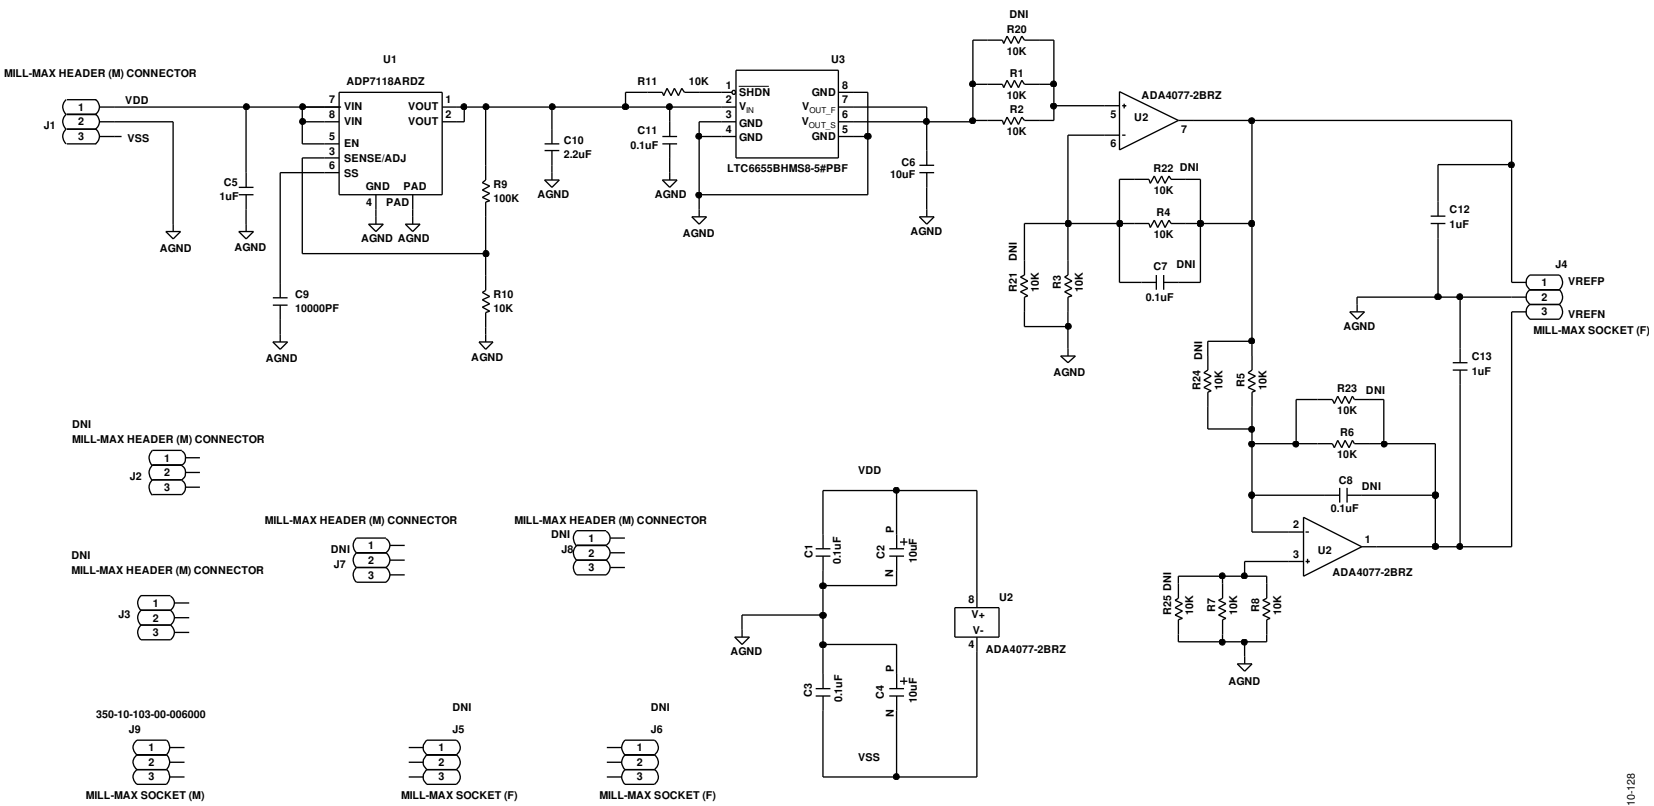 MILL-MAX HEADER (M) CONNECTOR
J1
1
2
3
VDD
VSS
AGND
C5
1uF
AGND
U1
ADP7118ARDZ
7 VIN
8 VIN
5 EN
3 SENSE/ADJ
6 SS
VOUT 1
VOUT 2
GND PAD
4 PAD
AGND AGND
C9
10000PF
AGND
R9
100K
R10
10K
AGND
C10
2.2uF
AGND
R11 10K
C11
0.1uF
AGND
U3
1 SHDN
2 VIN
3 GND
4 GND
GND 8
VOUT_F 7
VOUT_S 6
GND 5
LTC6655BHMS8-5#PBF
AGND
C6
10uF
AGND
DNI
R20
10K
R1
10K
R2
10K
ADA4077-2BRZ
+
5
U2
7
-
6
R22 DNI
10K
R4
10K
C7 DNI
0.1uF
DNI
R21
10K
R3
10K
AGND
DNI
R24
10K
R5
10K
R23 DNI
10K
R6
10K
C8 DNI
0.1uF
2 -
3 +
U2
1
ADA4077-2BRZ
R25 DNI
10K
R7
10K
R8
10K
AGND
C12
1uF
AGND
C13
1uF
J4
1 VREFP
2
3 VREFN
MILL-MAX SOCKET (F)
DNI
MILL-MAX HEADER (M) CONNECTOR
J2
1
2
3
DNI
MILL-MAX HEADER (M) CONNECTOR
J3
1
2
3
MILL-MAX HEADER (M) CONNECTOR
DNI
J7
1
2
3
MILL-MAX HEADER (M) CONNECTOR
DNI
J8
1
2
3
350-10-103-00-006000
J9
1
2
3
MILL-MAX SOCKET (M)
DNI
J5
1
2
3
MILL-MAX SOCKET (F)
DNI
J6
1
2
3
MILL-MAX SOCKET (F)
VDD
C1
0.1uF
P
C2
+
10uF
N
AGND
C3
0.1uF
P
C4
+
10uF
N
VSS
8
U2
V+
V-
4
ADA4077-2BRZ
10-128